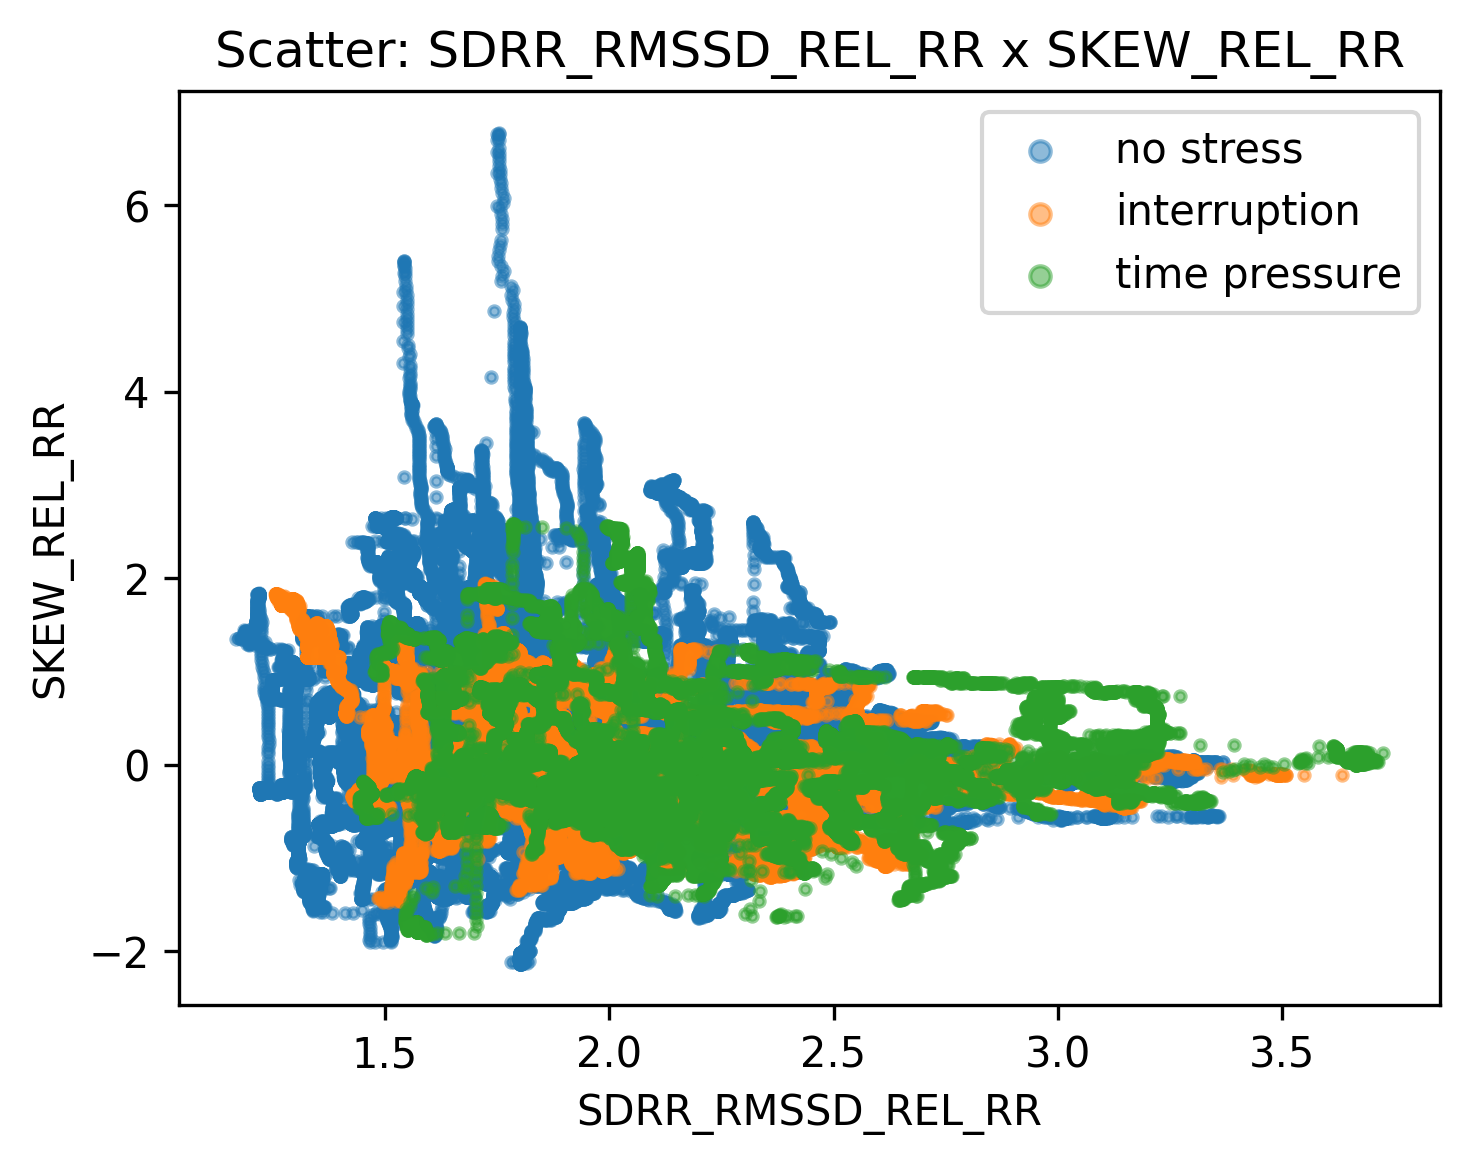 Scatter: SDRR_RMSSD_REL_RR x SKEW_REL_RR
no stress
interruption
time pressure
6
4
2
0
−2
SKEW_REL_RR
1.5 2.0 2.5 3.0 3.5
SDRR_RMSSD_REL_RR